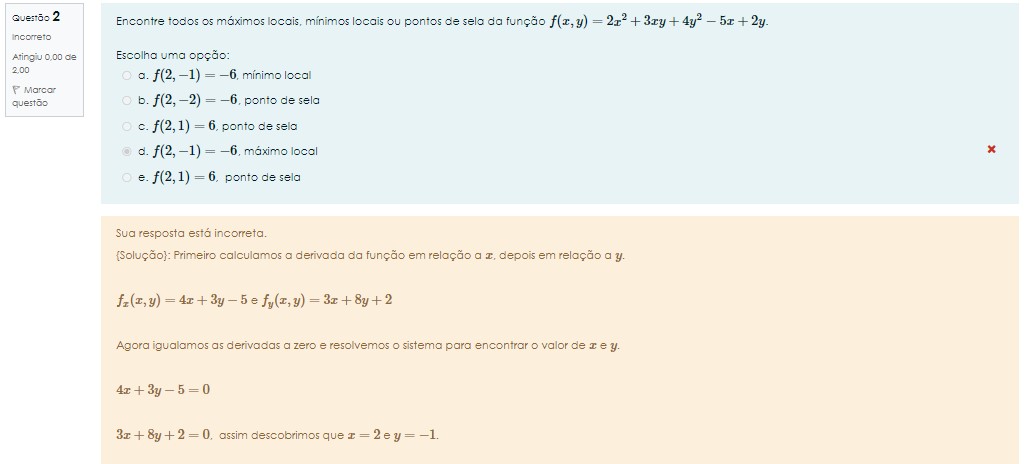 Questão 2
Incorreto
Atingiu 0,00 de
2,00
Marcar
questão
Encontre todos os máximos locais, mínimos locais ou pontos de sela da função f(x, y) = 2x² + 3xy + 4y² − 5x + 2y.
Escolha uma opção:
a. f(2, −1) = −6, mínimo local
b. f(2, −2) = −6, ponto de sela
c. f(2, 1) = 6, ponto de sela
d. f(2, −1) = −6, máximo local
e. f(2, 1) = 6, ponto de sela
Sua resposta está incorreta.
{Solução}: Primeiro calculamos a derivada da função em relação a x, depois em relação a y.
fₓ(x, y) = 4x + 3y − 5 e f_y(x, y) = 3x + 8y + 2
Agora igualamos as derivadas a zero e resolvemos o sistema para encontrar o valor de x e y.
4x + 3y − 5 = 0
3x + 8y + 2 = 0, assim descobrimos que x = 2 e y = −1.